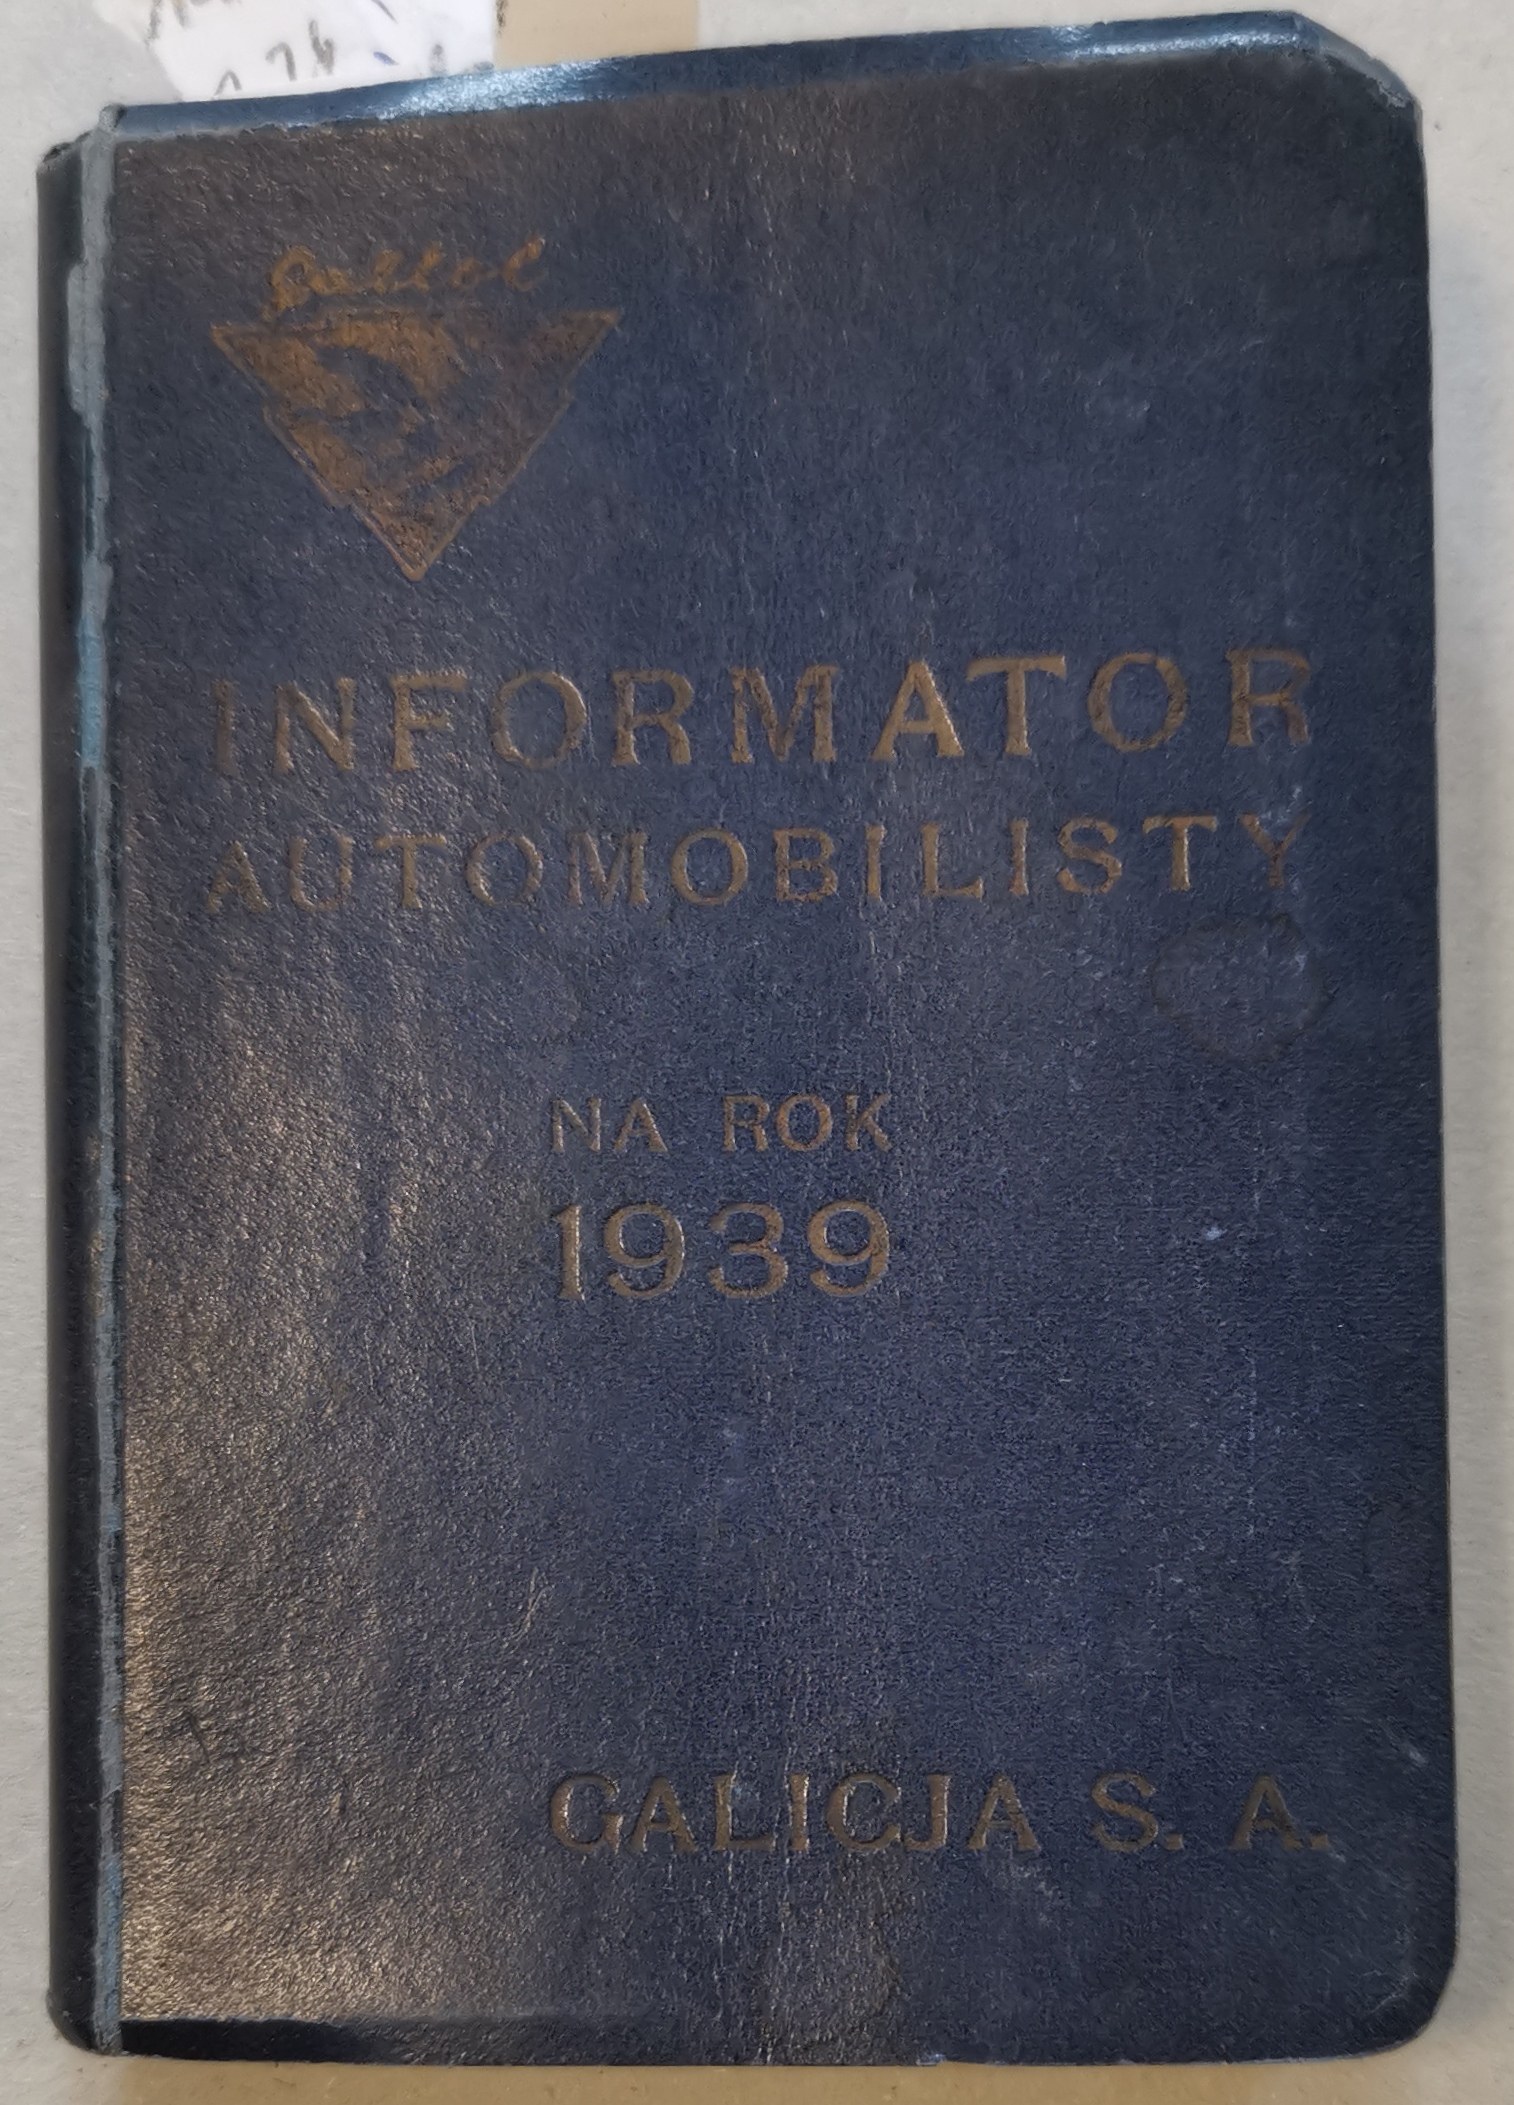 INFORMATOR
AUTOMOBILISTY
NA ROK
1939
GALICJA S. A.